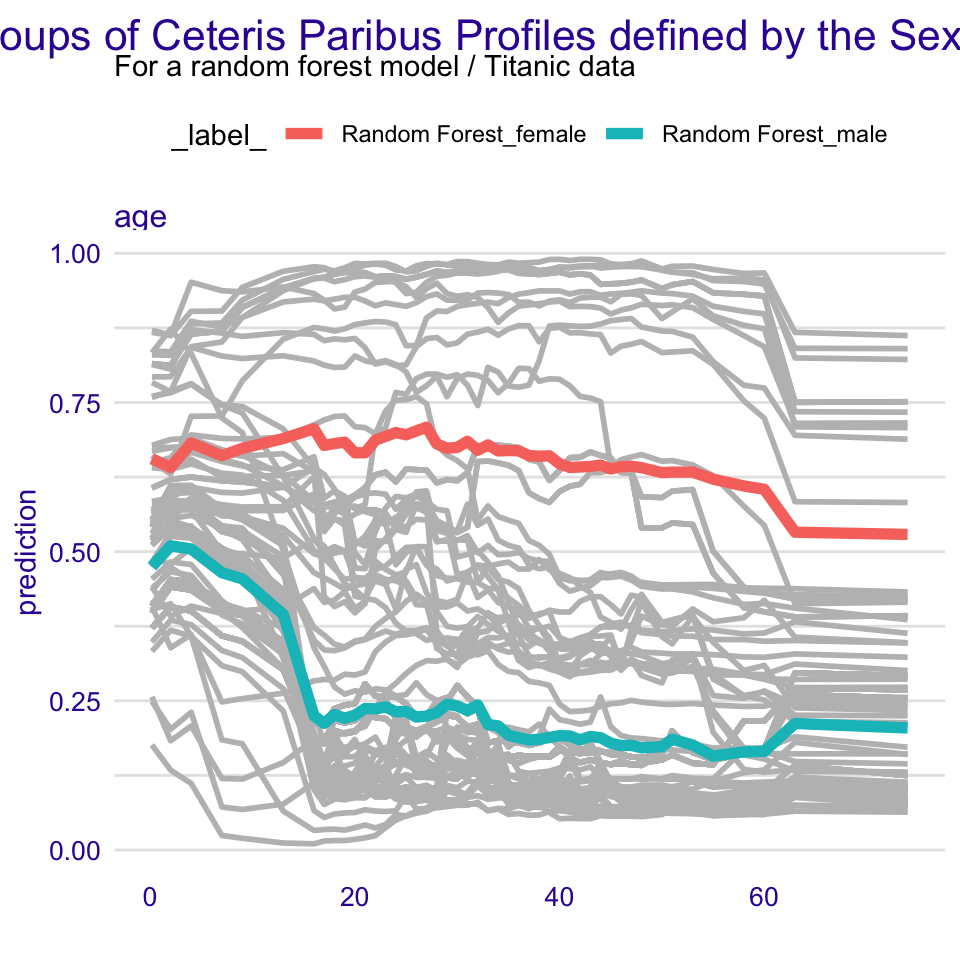 oups of Ceteris Paribus Profiles defined by the Sex
For a random forest model / Titanic data
_label_ Random Forest_female Random Forest_male
age
1.00
0.75
0.50
0.25
0.00
prediction
0 20 40 60